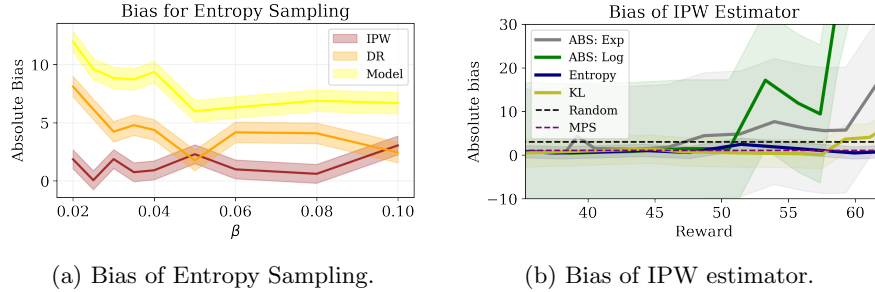 Bias for Entropy Sampling
Absolute Bias
10
5
0
IPW
DR
Model
0.02
0.04
0.06
0.08
0.10
β
(a) Bias of Entropy Sampling.
Bias of IPW Estimator
Absolute bias
30
20
10
0
−10
ABS: Exp
ABS: Log
Entropy
KL
Random
MPS
40
45
50
55
60
Reward
(b) Bias of IPW estimator.